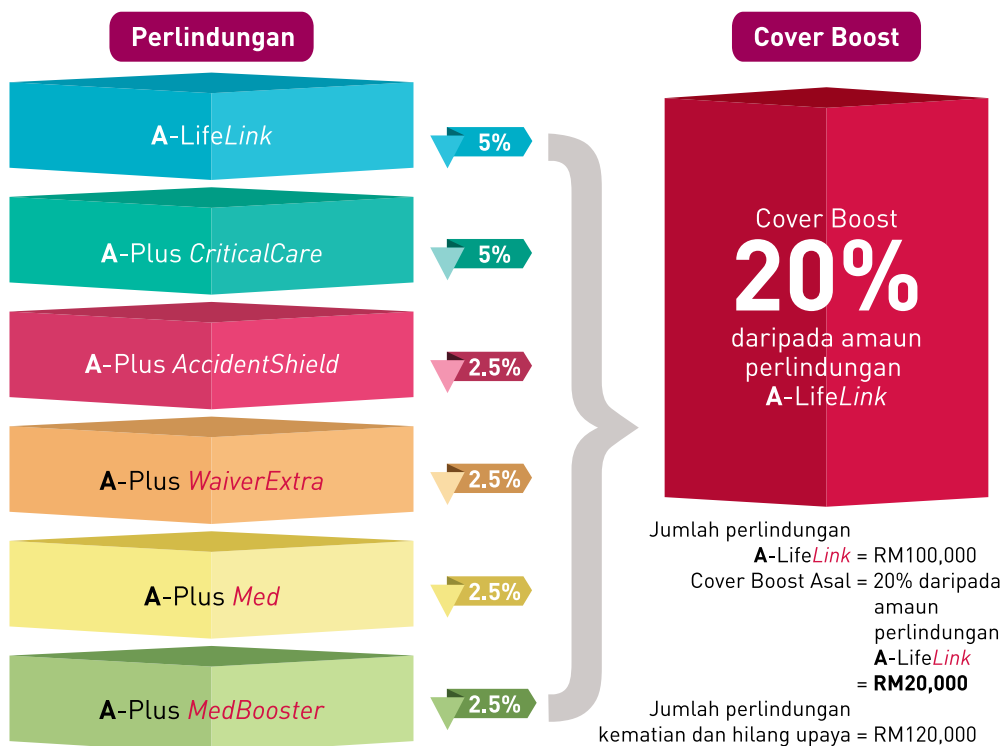 Perlindungan
A-LifeLink
5%
A-Plus CriticalCare
5%
A-Plus AccidentShield
2.5%
A-Plus WaiverExtra
2.5%
A-Plus Med
2.5%
A-Plus MedBooster
2.5%
Cover Boost
Cover Boost
20%
daripada amaun
perlindungan
A-LifeLink
Jumlah perlindungan
A-LifeLink = RM100,000
Cover Boost Asal = 20% daripada
amaun
perlindungan
A-LifeLink
= RM20,000
Jumlah perlindungan
kematian dan hilang upaya = RM120,000